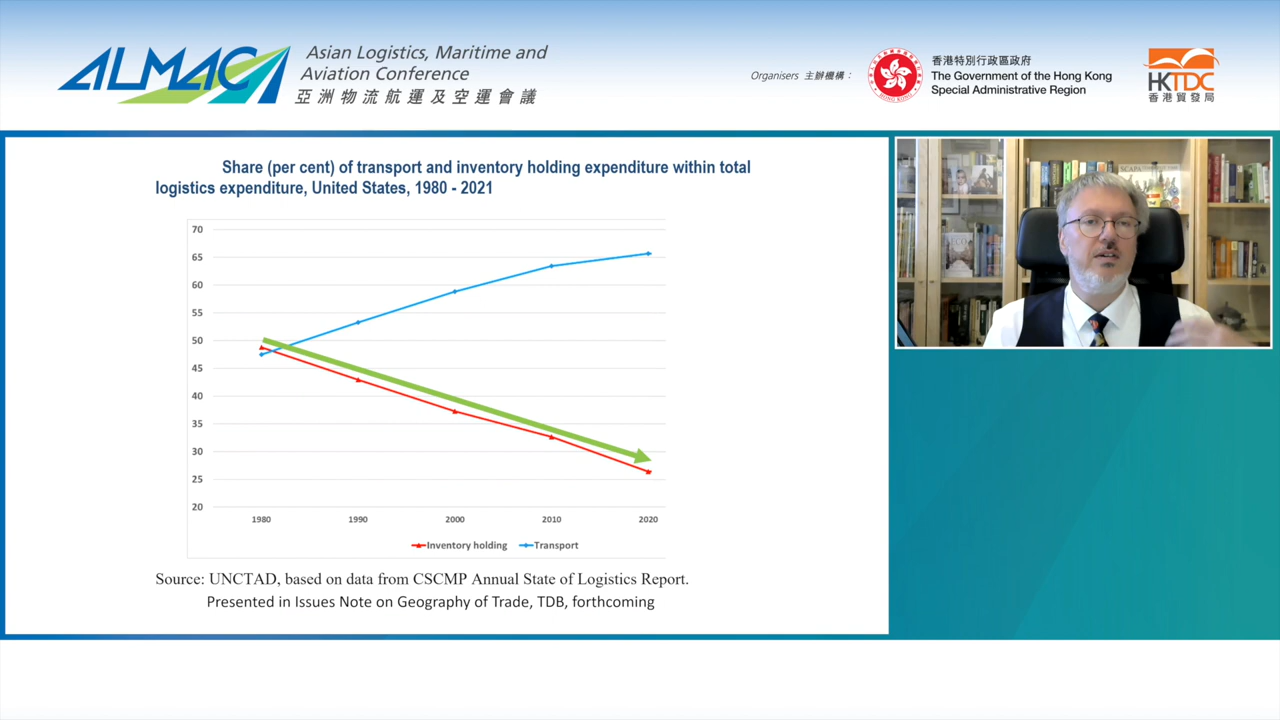 ALMAC
Asian Logistics, Maritime and
Aviation Conference
亞洲物流航運及空運會議
Organisers 主辦機構：
香港特別行政區政府
The Government of the Hong Kong
Special Administrative Region
HONG KONG
HKTDC
香港貿發局
Share (per cent) of transport and inventory holding expenditure within total
logistics expenditure, United States, 1980 - 2021
70
65
60
55
50
45
40
35
30
25
20
1980 1990 2000 2010 2020
Inventory holding Transport
Source: UNCTAD, based on data from CSCMP Annual State of Logistics Report.
Presented in Issues Note on Geography of Trade, TDB, forthcoming